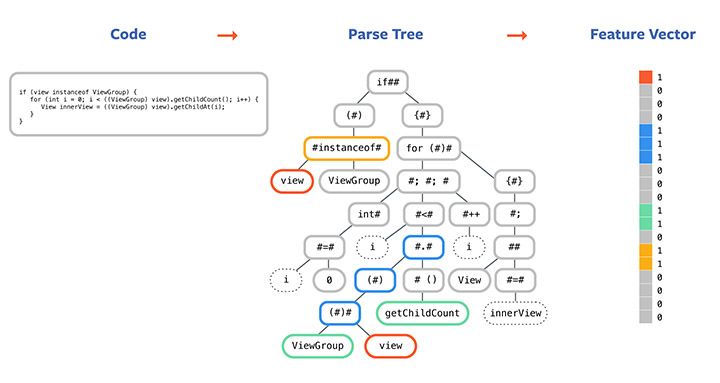 Code → Parse Tree → Feature Vector
if (view instanceof ViewGroup) {
for (int i = 0; i < ((ViewGroup) view).getChildCount(); i++) {
View innerView = ((ViewGroup) view).getChildAt(i);
}
}
if##
(#) {#}
#instanceof# for (#)#
view ViewGroup #; #; # {#}
int# #<# #++ #;
#=# i #.# i ##
i 0 (#) # () View #=#
(#)# getChildCount innerView
ViewGroup view
1
0
0
0
1
1
1
0
0
0
1
1
0
1
1
0
0
0
0